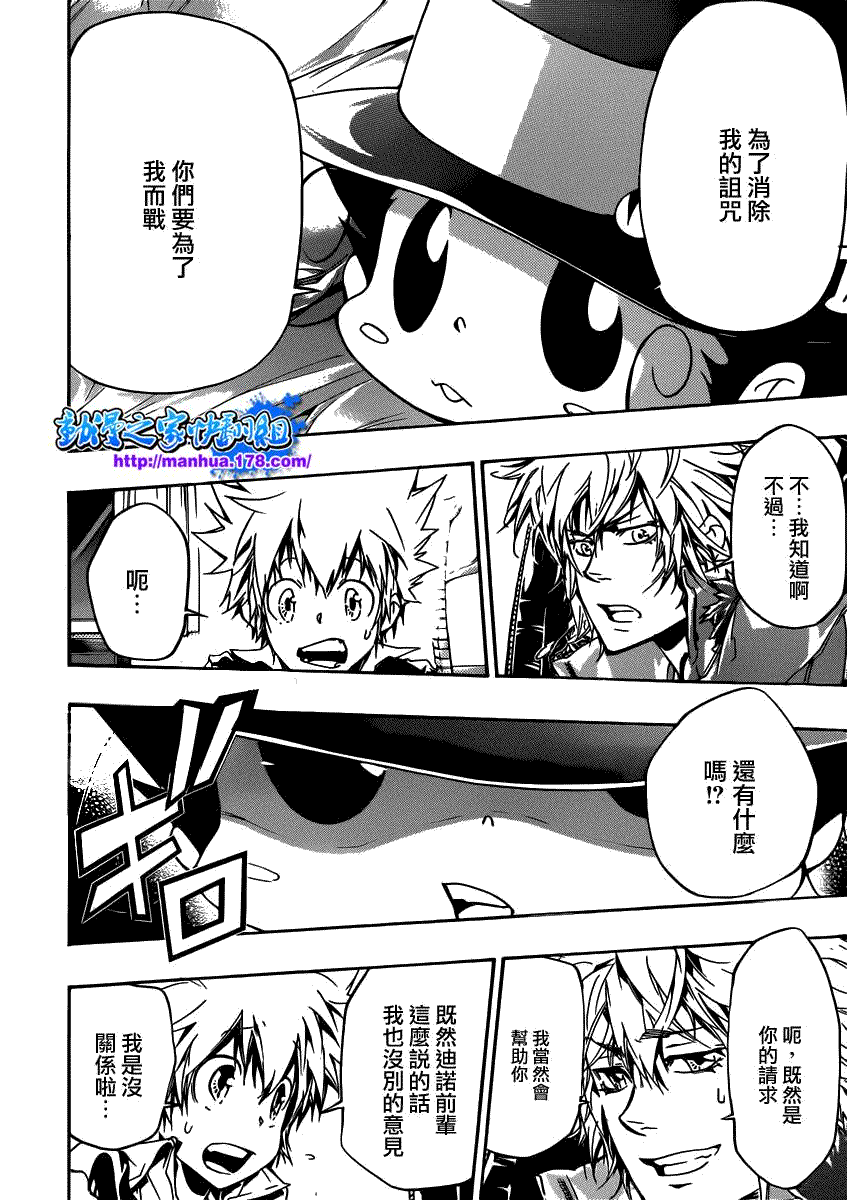 為了消除
我的詛咒
你們要為了
我而戰
動漫之家
http://manhua.178.com/
不…我知道啊
不過…
呃…
還有什麼
嗎!?
ギロ
呃，既然是
你的請求
我當然會
幫助你
既然迪諾前輩
這麼說的話
我也沒別的意見
我是沒
關係啦…